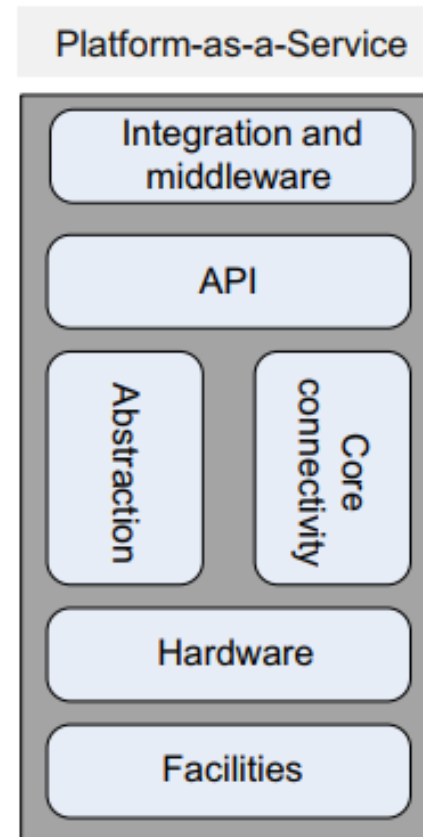 Platform-as-a-Service
Integration and
middleware
API
Abstraction
Core
connectivity
Hardware
Facilities